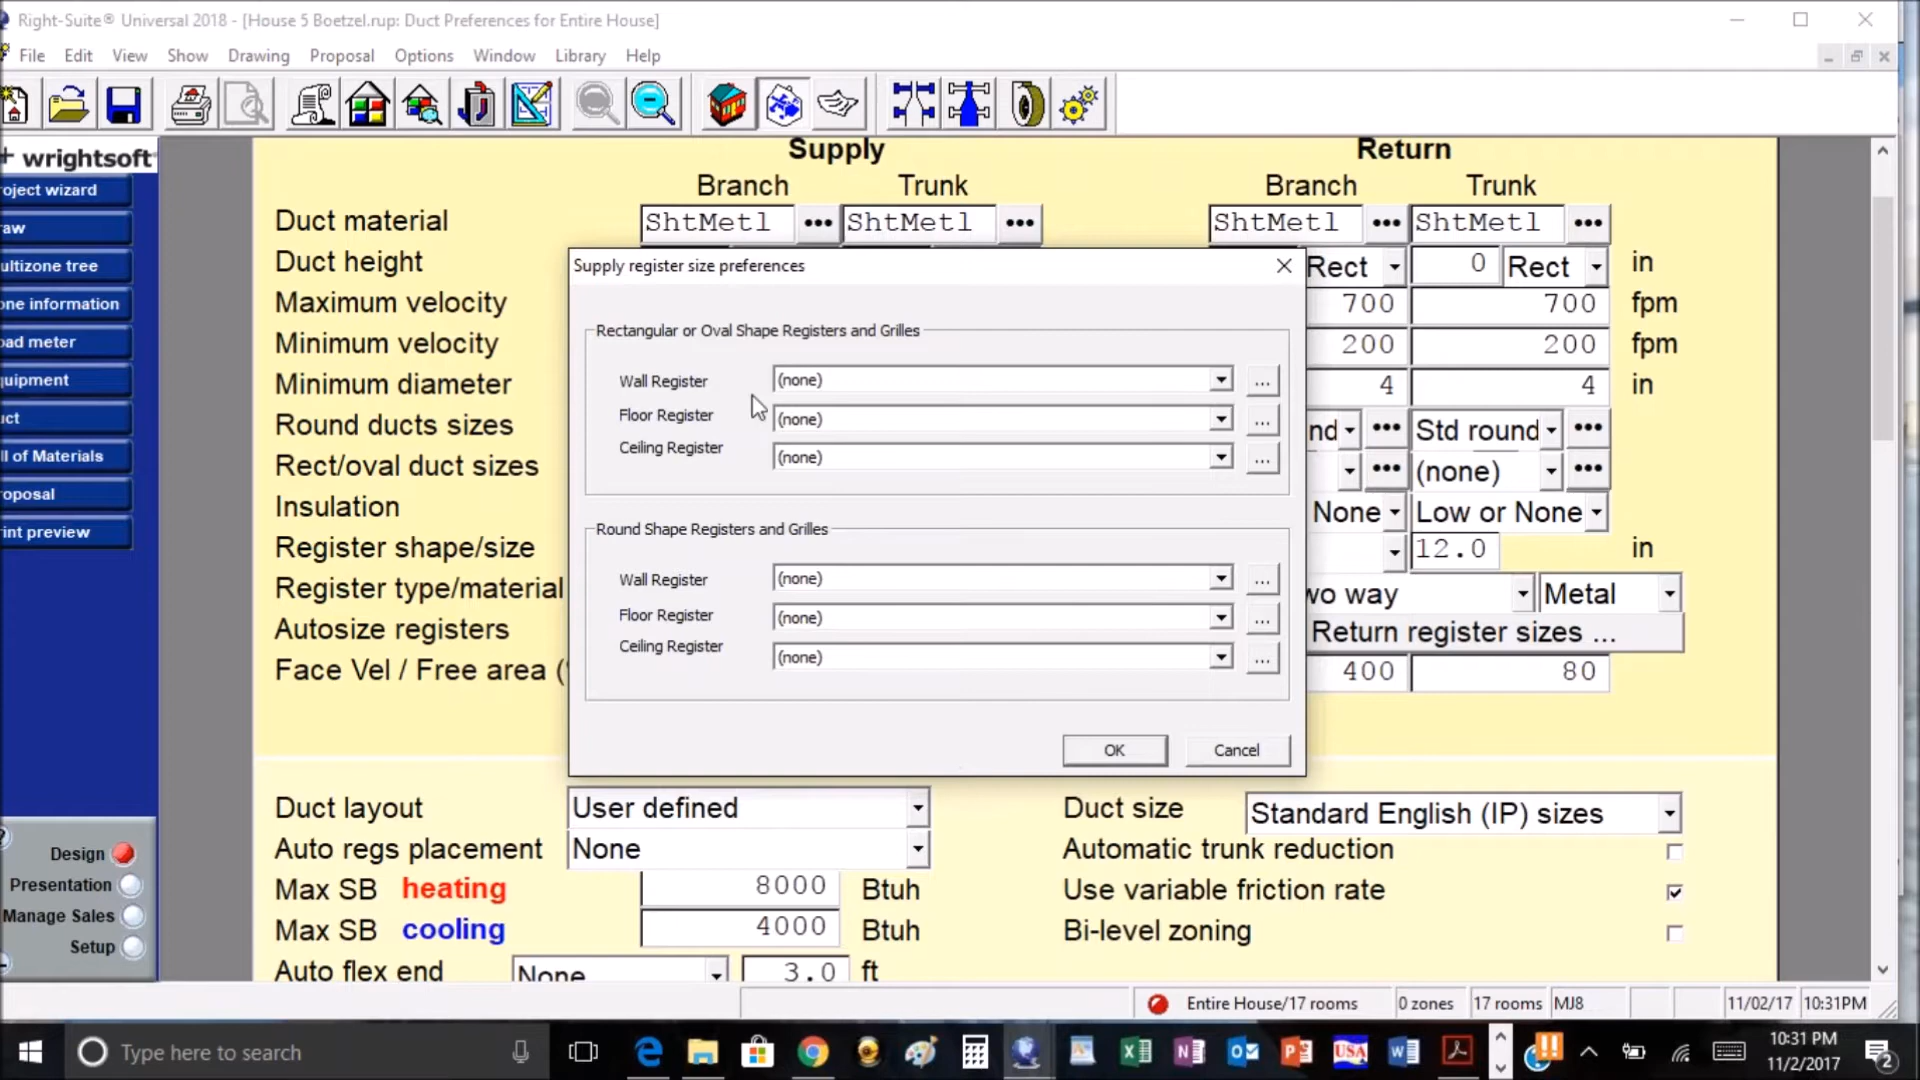 Right-Suite® Universal 2018 - [House 5 Boetzel.rup: Duct Preferences for Entire House]
File Edit View Show Drawing Proposal Options Window Library Help
wrightsoft
roject wizard
raw
ultizone tree
one information
oad meter
quipment
uct
ll of Materials
roposal
rint preview
Design
Presentation
Manage Sales
Setup
Supply Return
Branch Trunk Branch Trunk
Duct material ShtMetl ... ShtMetl ... ShtMetl ... ShtMetl ...
Duct height Rect 0 Rect in
Maximum velocity 700 700 fpm
Minimum velocity 200 200 fpm
Minimum diameter 4 4 in
Round ducts sizes nd ... Std round ...
Rect/oval duct sizes ... (none) ...
Insulation None Low or None
Register shape/size 12.0 in
Register type/material wo way Metal
Autosize registers Return register sizes ...
Face Vel / Free area ( 400 80
Supply register size preferences
Rectangular or Oval Shape Registers and Grilles
Wall Register (none) ...
Floor Register (none) ...
Ceiling Register (none) ...
Round Shape Registers and Grilles
Wall Register (none) ...
Floor Register (none) ...
Ceiling Register (none) ...
OK Cancel
Duct layout User defined Duct size Standard English (IP) sizes
Auto regs placement None Automatic trunk reduction
Max SB heating 8000 Btuh Use variable friction rate
Max SB cooling 4000 Btuh Bi-level zoning
Auto flex end None 3.0 ft
Entire House/17 rooms 0 zones 17 rooms MJ8 11/02/17 10:31PM
Type here to search
USA
10:31 PM
11/2/2017
2